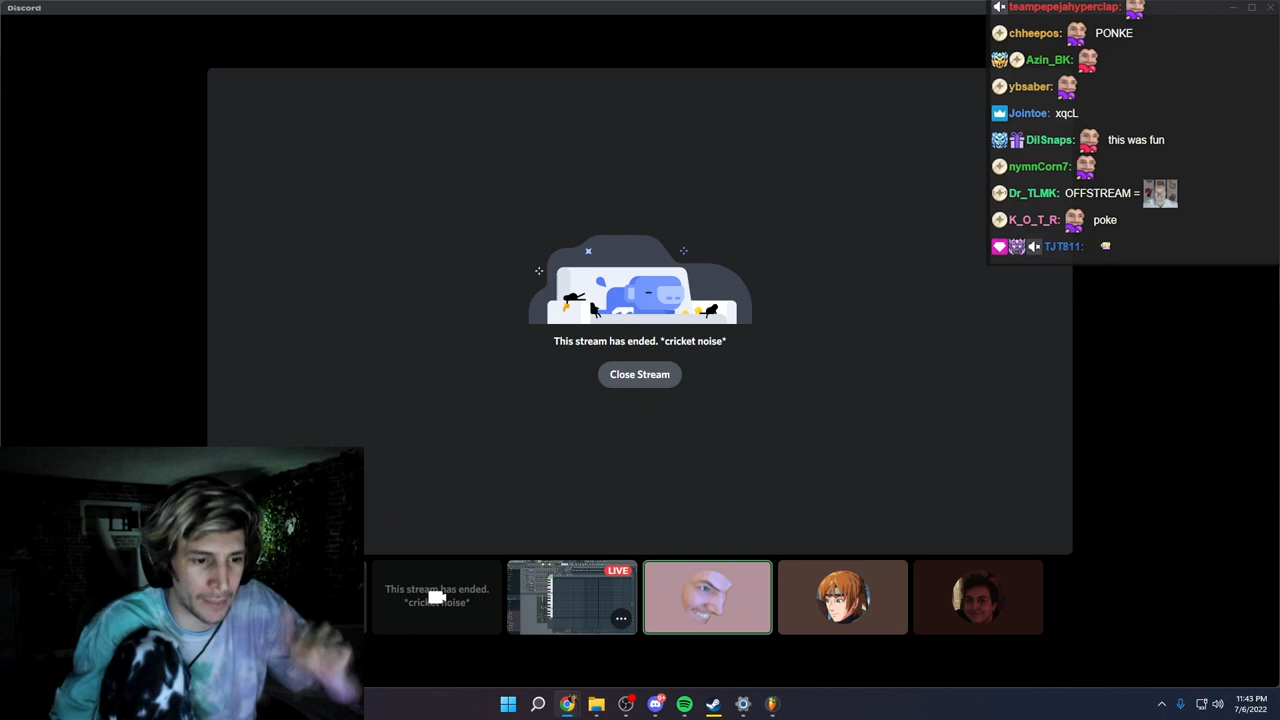 Discord
teampepejahyperclap:
chheepos: PONKE
Azin_BK:
ybsaber:
Jointoe: xqcL
DilSnaps: this was fun
nymnCorn7:
Dr_TLMK: OFFSTREAM =
K_O_T_R: poke
TJT811:
This stream has ended. *cricket noise*
Close Stream
This stream has ended.
*cricket noise*
LIVE
11:43 PM
7/6/2022